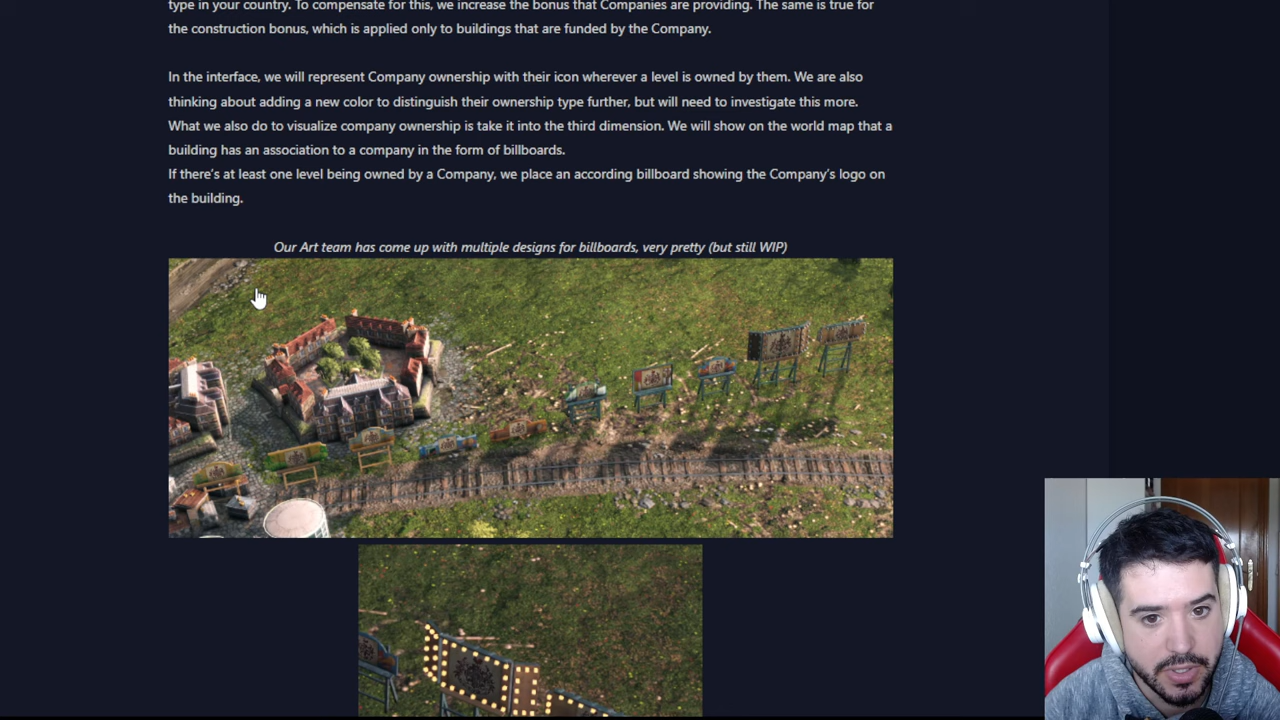 type in your country. To compensate for this, we increase the bonus that Companies are providing. The same is true for
the construction bonus, which is applied only to buildings that are funded by the Company.
In the interface, we will represent Company ownership with their icon wherever a level is owned by them. We are also
thinking about adding a new color to distinguish their ownership type further, but will need to investigate this more.
What we also do to visualize company ownership is take it into the third dimension. We will show on the world map that a
building has an association to a company in the form of billboards.
If there’s at least one level being owned by a Company, we place an according billboard showing the Company’s logo on
the building.
Our Art team has come up with multiple designs for billboards, very pretty (but still WIP)